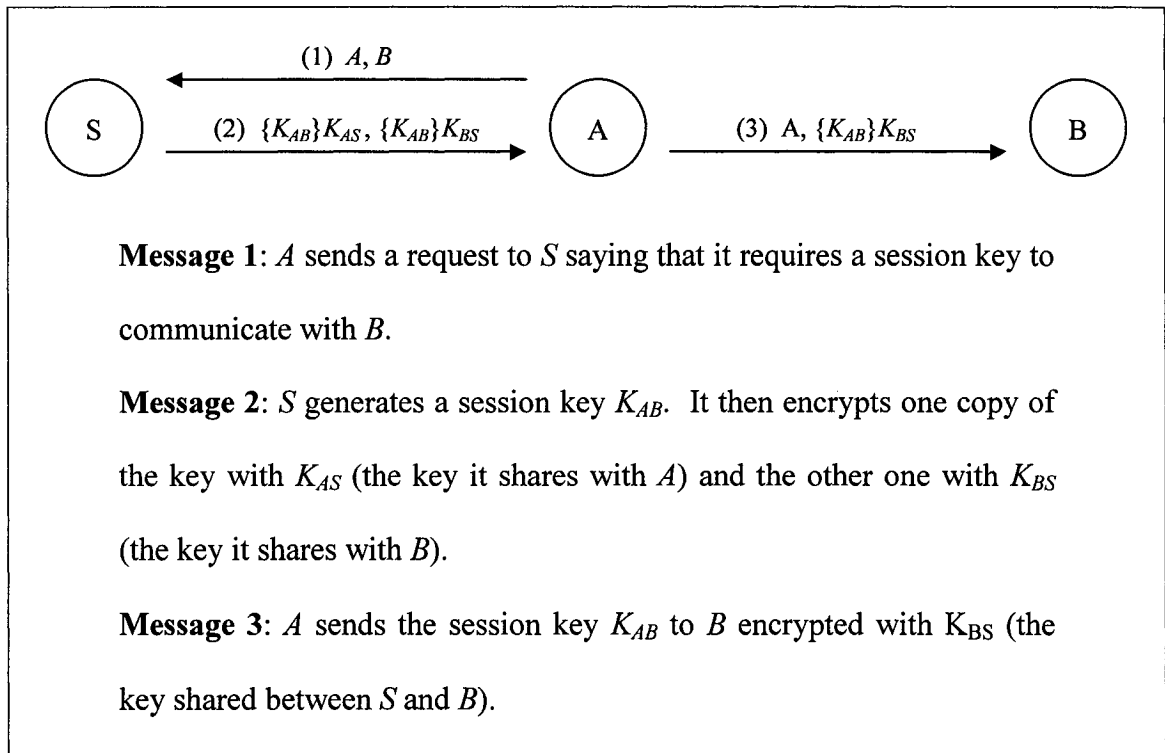 (1) A, B
S
(2) {K_AB}K_AS, {K_AB}K_BS
A
(3) A, {K_AB}K_BS
B
Message 1: A sends a request to S saying that it requires a session key to
communicate with B.
Message 2: S generates a session key K_AB. It then encrypts one copy of
the key with K_AS (the key it shares with A) and the other one with K_BS
(the key it shares with B).
Message 3: A sends the session key K_AB to B encrypted with K_BS (the
key shared between S and B).